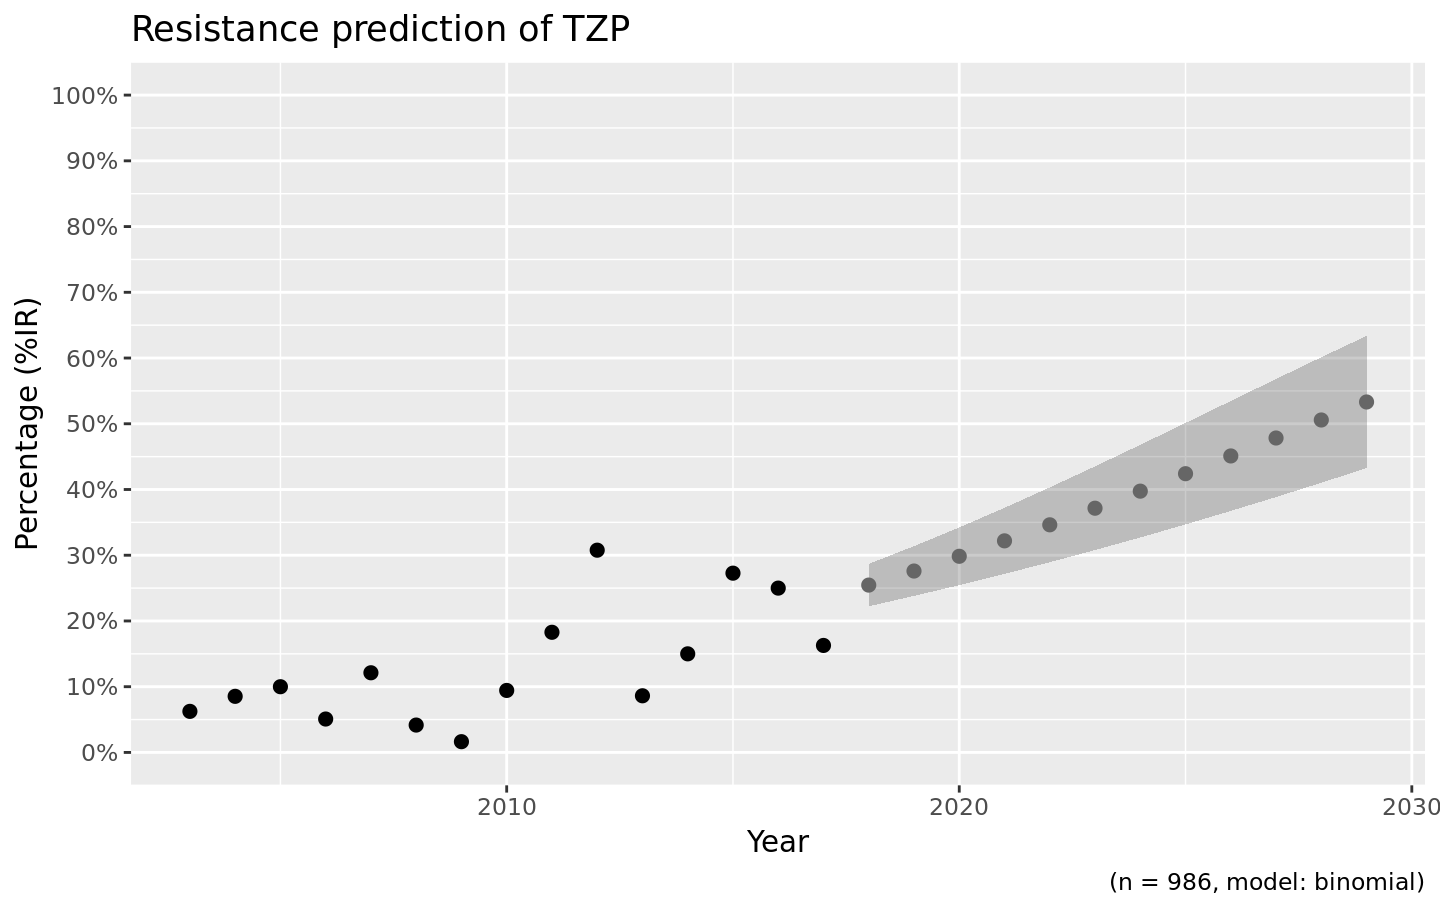 Resistance prediction of TZP
Percentage (%IR)
100%
90%
80%
70%
60%
50%
40%
30%
20%
10%
0%
2010 2020 2030
Year
(n = 986, model: binomial)